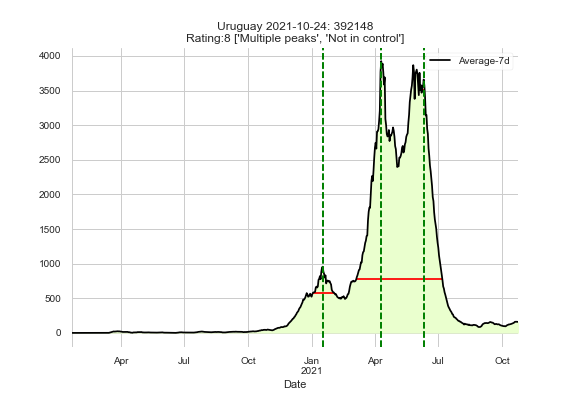 Uruguay 2021-10-24: 392148
Rating:8 ['Multiple peaks', 'Not in control']
Average-7d
4000
3500
3000
2500
2000
1500
1000
500
0
Apr Jul Oct Jan Apr Jul Oct
2021
Date